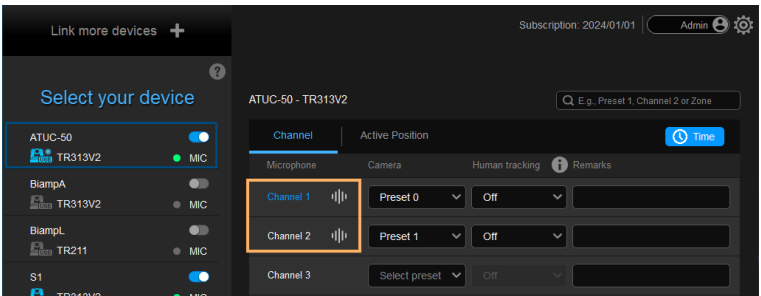 Link more devices
Subscription: 2024/01/01
Admin
?
Select your device
ATUC-50 - TR313V2
E.g., Preset 1, Channel 2 or Zone
ATUC-50
TR313V2
MIC
BiampA
TR313V2
MIC
BiampL
TR211
MIC
S1
TR313V2
MIC
Channel
Active Position
Time
Microphone
Camera
Human tracking
i
Remarks
Channel 1
Preset 0
Off
Channel 2
Preset 1
Off
Channel 3
Select preset
Off